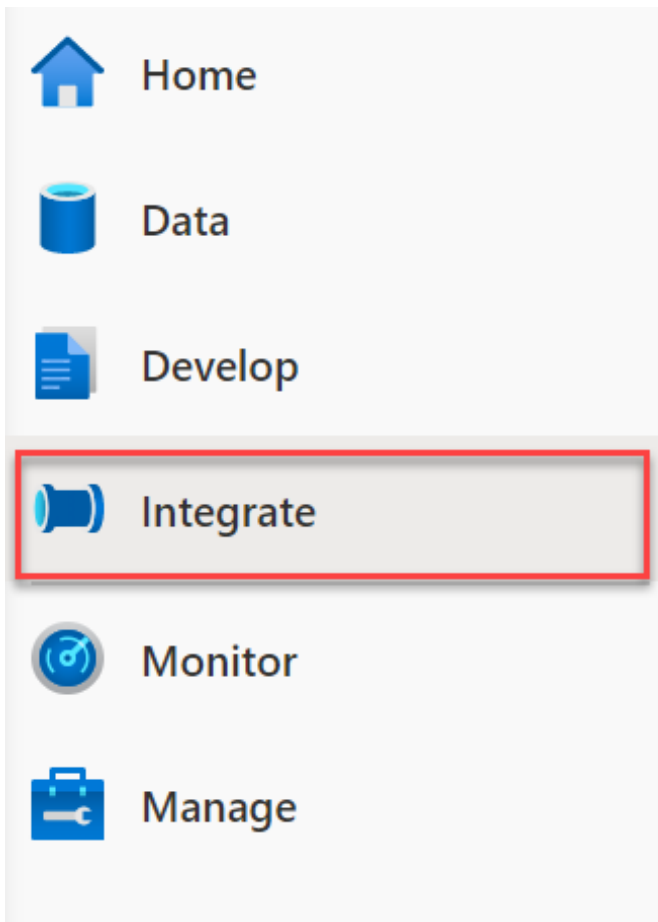 Home
Data
Develop
Integrate
Monitor
Manage